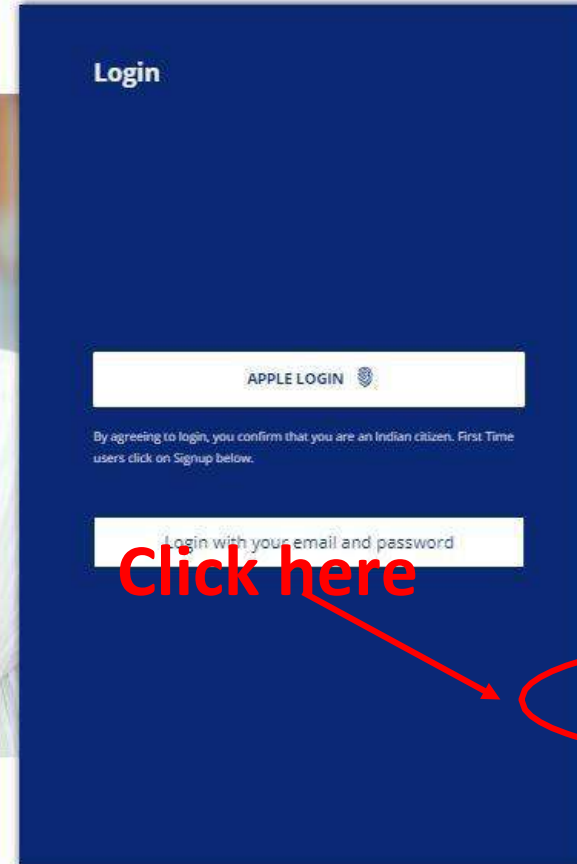 Login
APPLE LOGIN
By agreeing to login, you confirm that you are an Indian citizen. First Time
users click on Signup below.
Login with your email and password
Click here